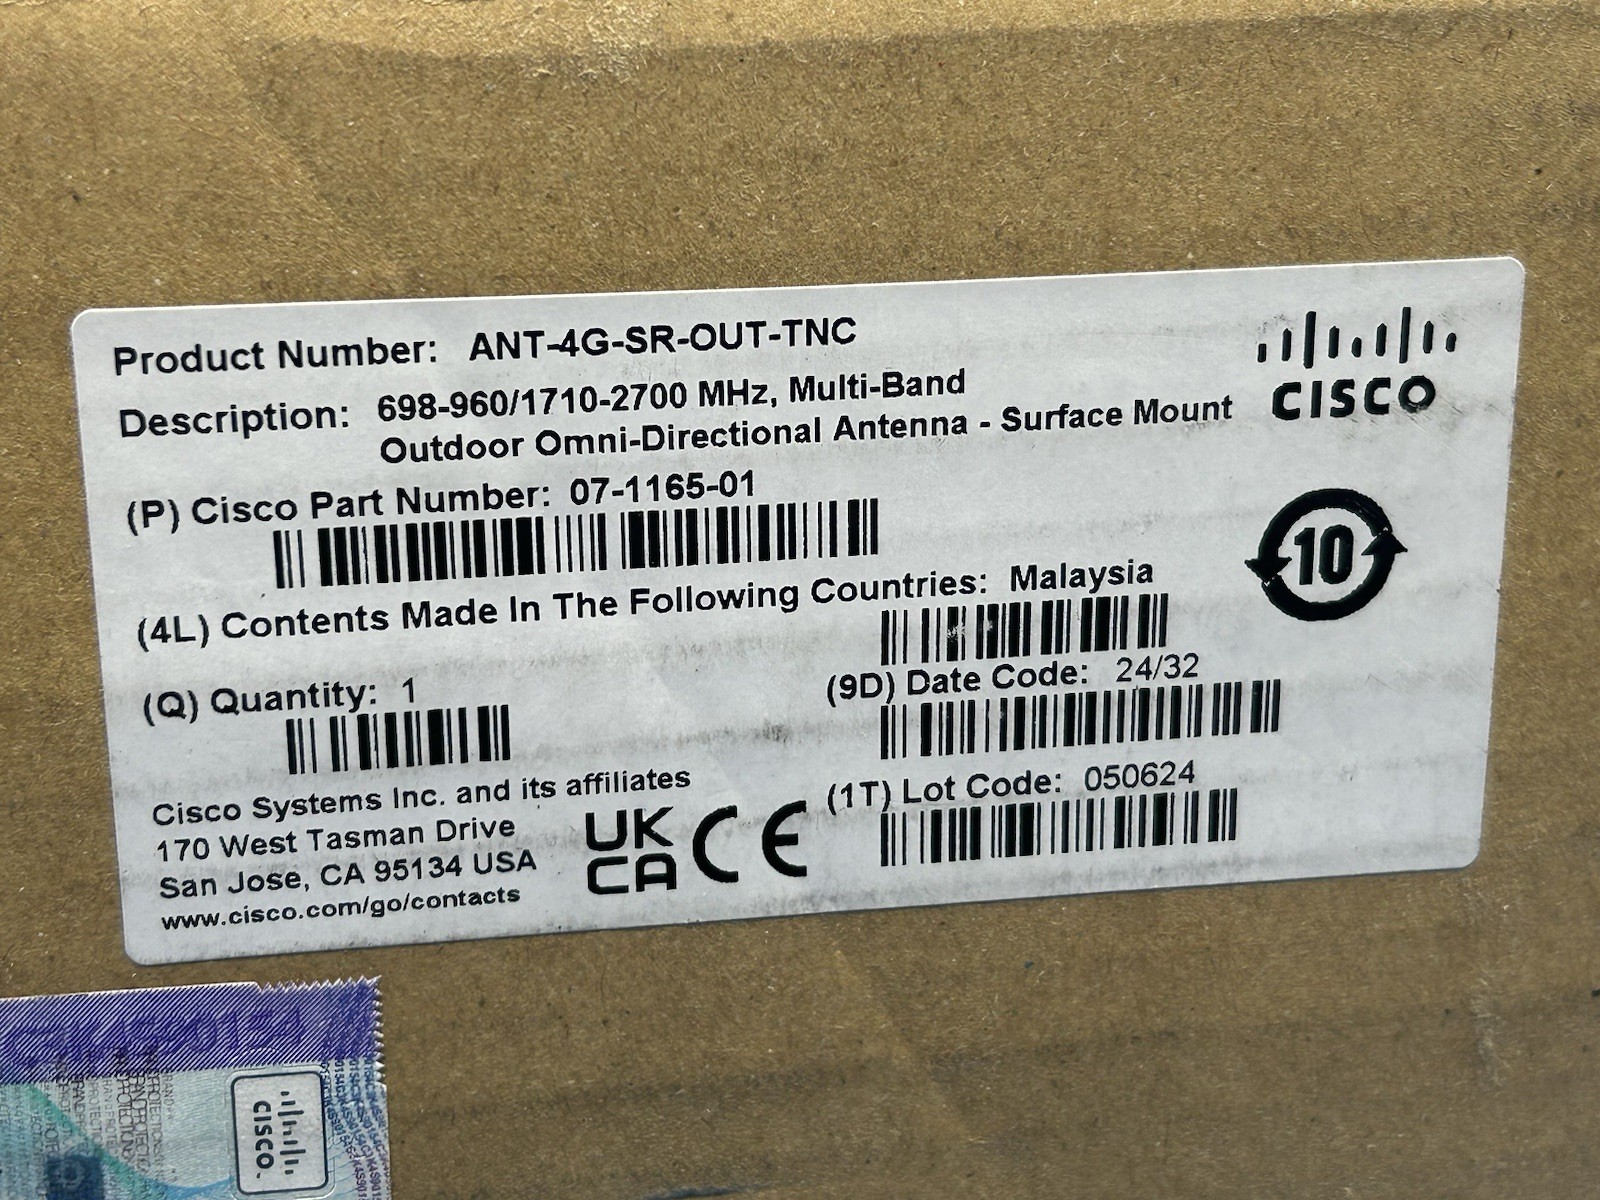 Product Number: ANT-4G-SR-OUT-TNC
Description: 698-960/1710-2700 MHz, Multi-Band
Outdoor Omni-Directional Antenna - Surface Mount
CISCO
(P) Cisco Part Number: 07-1165-01
10
(4L) Contents Made In The Following Countries: Malaysia
(Q) Quantity: 1
(9D) Date Code: 24/32
(1T) Lot Code: 050624
Cisco Systems Inc. and its affiliates
170 West Tasman Drive
San Jose, CA 95134 USA
www.cisco.com/go/contacts
UK
CA
CE
CISCO